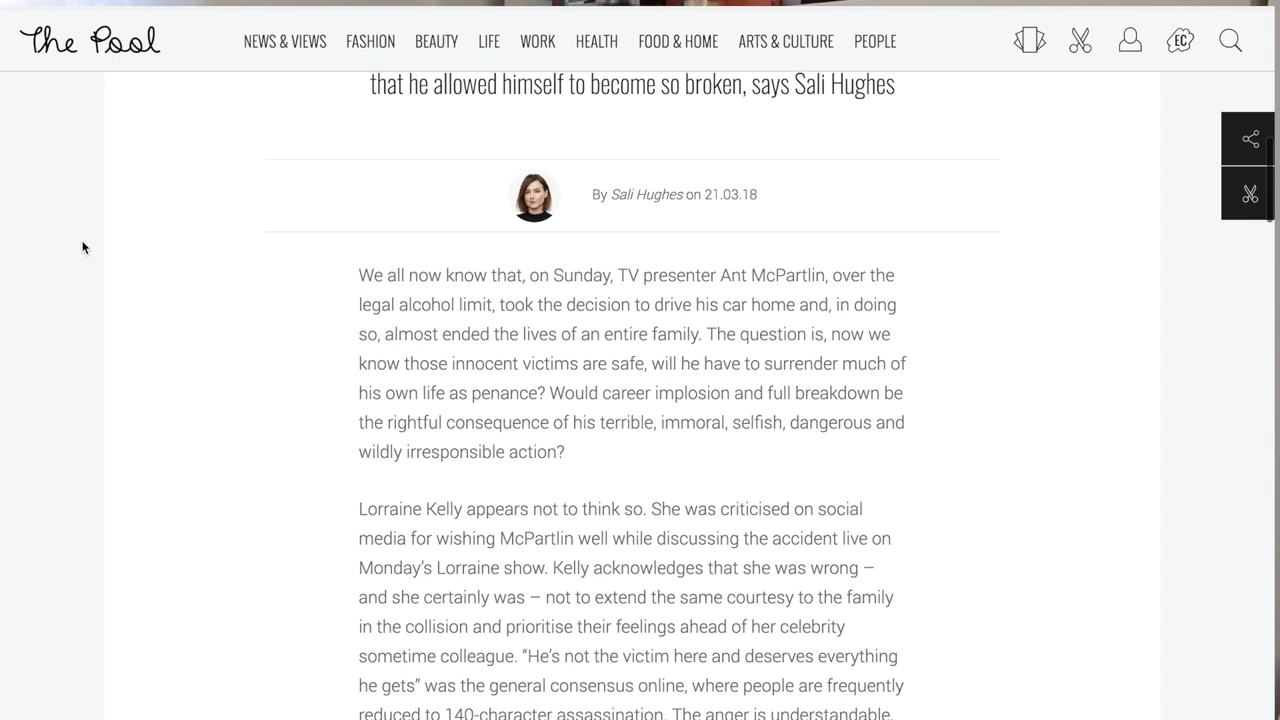 The Pool
NEWS & VIEWS FASHION BEAUTY LIFE WORK HEALTH FOOD & HOME ARTS & CULTURE PEOPLE EC
that he allowed himself to become so broken, says Sali Hughes
By Sali Hughes on 21.03.18
We all now know that, on Sunday, TV presenter Ant McPartlin, over the
legal alcohol limit, took the decision to drive his car home and, in doing
so, almost ended the lives of an entire family. The question is, now we
know those innocent victims are safe, will he have to surrender much of
his own life as penance? Would career implosion and full breakdown be
the rightful consequence of his terrible, immoral, selfish, dangerous and
wildly irresponsible action?
Lorraine Kelly appears not to think so. She was criticised on social
media for wishing McPartlin well while discussing the accident live on
Monday’s Lorraine show. Kelly acknowledges that she was wrong –
and she certainly was – not to extend the same courtesy to the family
in the collision and prioritise their feelings ahead of her celebrity
sometime colleague. “He’s not the victim here and deserves everything
he gets” was the general consensus online, where people are frequently
reduced to 140-character assassination. The anger is understandable.